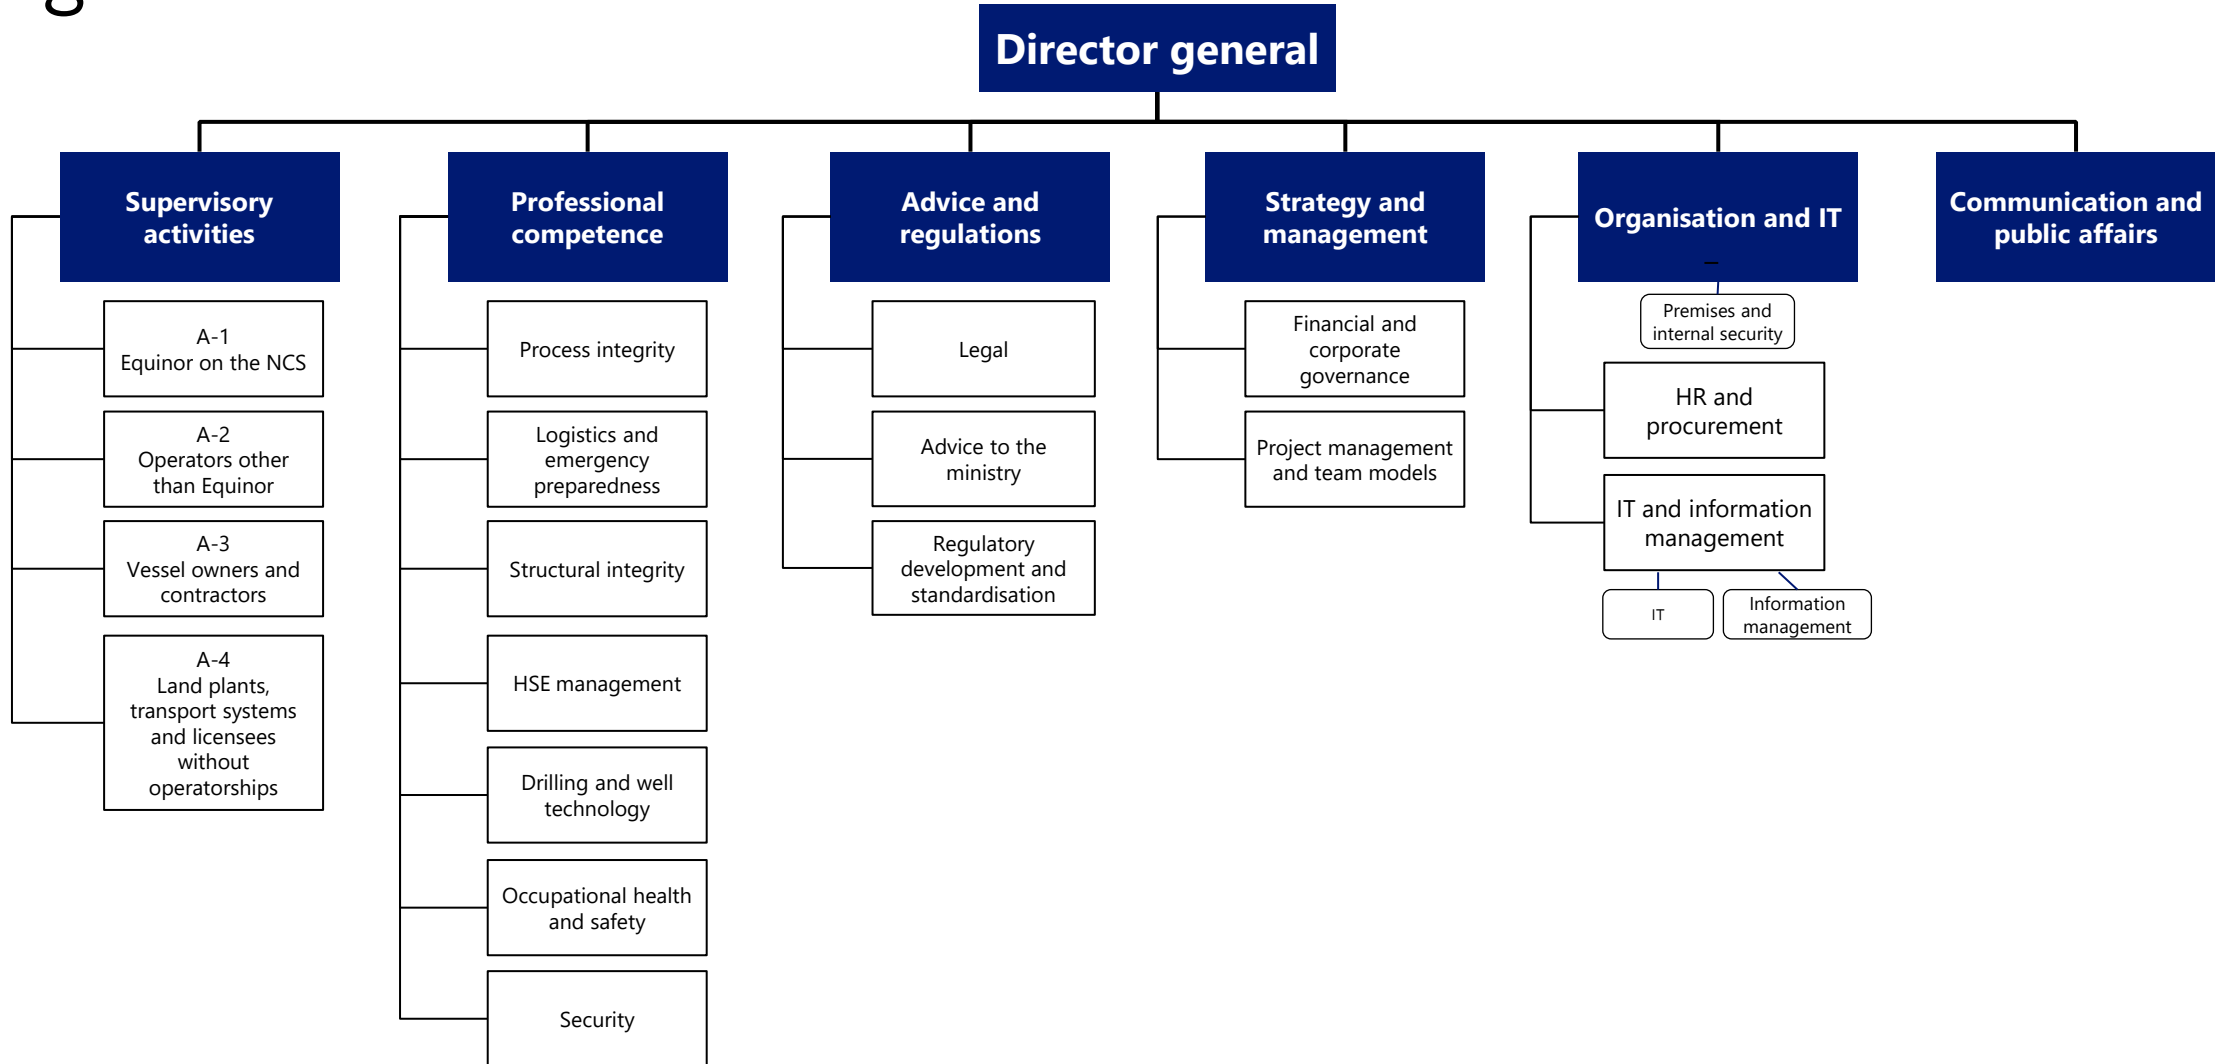 g
Director general
Supervisory
activities
A-1
Equinor on the NCS
A-2
Operators other
than Equinor
A-3
Vessel owners and
contractors
A-4
Land plants,
transport systems
and licensees
without
operatorships
Professional
competence
Process integrity
Logistics and
emergency
preparedness
Structural integrity
HSE management
Drilling and well
technology
Occupational health
and safety
Security
Advice and
regulations
Legal
Advice to the
ministry
Regulatory
development and
standardisation
Strategy and
management
Financial and
corporate
governance
Project management
and team models
Organisation and IT
Premises and
internal security
HR and
procurement
IT and information
management
IT
Information
management
Communication and
public affairs